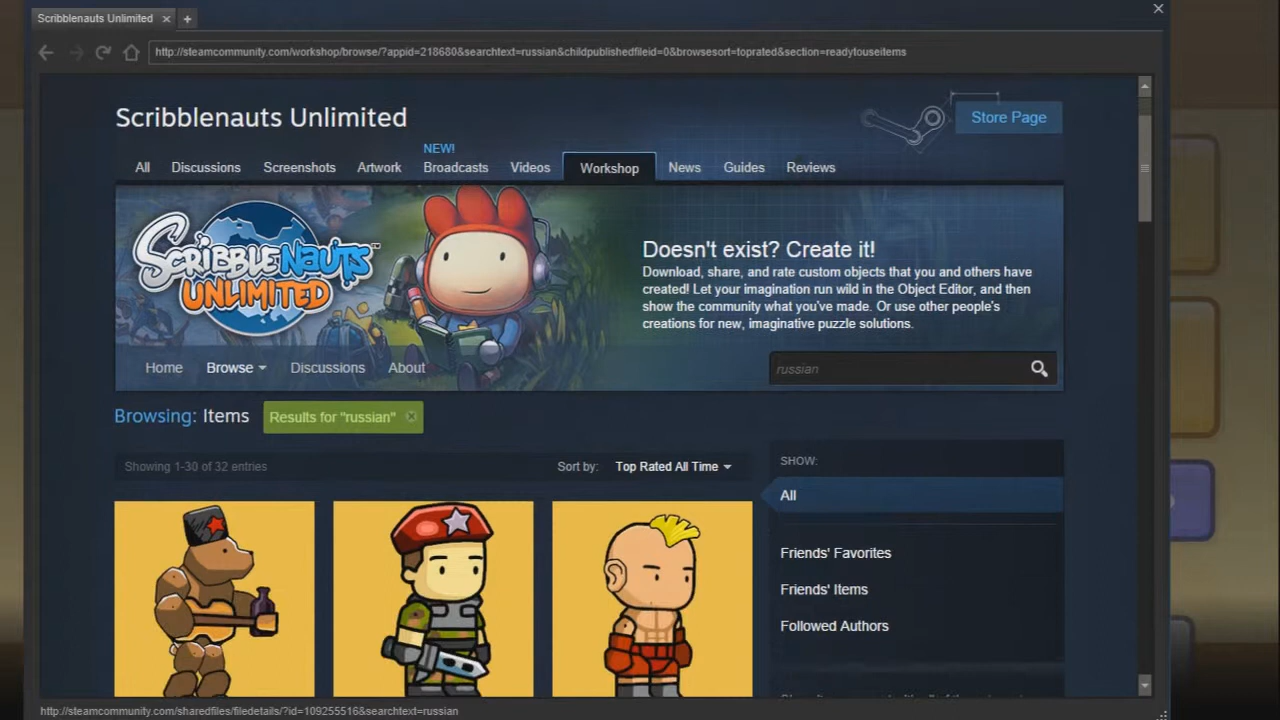 Scribblenauts Unlimited × +
http://steamcommunity.com/workshop/browse/?appid=218680&searchtext=russian&childpublishedfileid=0&browsesort=toprated&section=readytouseitems
Scribblenauts Unlimited
Store Page
NEW!
All Discussions Screenshots Artwork Broadcasts Videos Workshop News Guides Reviews
SCRIBBLENAUTS™
UNLIMITED
Doesn't exist? Create it!
Download, share, and rate custom objects that you and others have
created! Let your imagination run wild in the Object Editor, and then
show the community what you've made. Or use other people's
creations for new, imaginative puzzle solutions.
Home Browse Discussions About
russian
Browsing: Items Results for "russian"
Showing 1-30 of 32 entries
Sort by: Top Rated All Time
SHOW:
All
Friends' Favorites
Friends' Items
Followed Authors
http://steamcommunity.com/sharedfiles/filedetails/?id=109255516&searchtext=russian